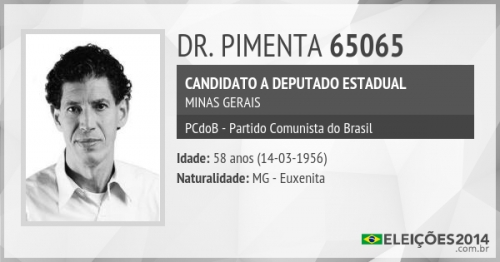 DR. PIMENTA 65065
CANDIDATO A DEPUTADO ESTADUAL
MINAS GERAIS
PCdoB - Partido Comunista do Brasil
Idade: 58 anos (14-03-1956)
Naturalidade: MG - Euxenita
ELEIÇÕES2014
.com.br